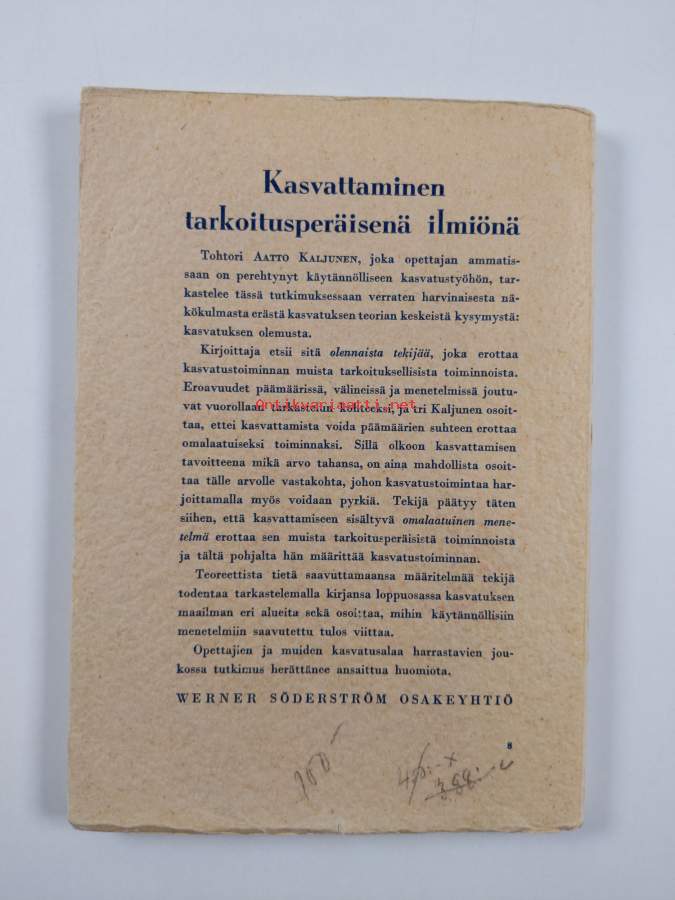 Kasvattaminen
tarkoitusperäisenä ilmiönä
Tohtori AATTO KALJUNEN, joka opettajan ammatis-
saan on perehtynyt käytännölliseen kasvatustyöhön, tar-
kastelee tässä tutkimuksessaan verraten harvinaisesta nä-
kökulmasta erästä kasvatuksen teorian keskeistä kysymystä:
kasvatuksen olemusta.
Kirjoittaja etsii sitä olennaista tekijää, joka erottaa
kasvatustoiminnan muista tarkoituksellisista toiminnoista.
Eroavuudet päämäärissä, välineissä ja menetelmissä joutu-
vat vuorollaan tarkastelun kohteeksi, ja tri Kaljunen osoit-
Antikvariaatti.net
taa, ettei kasvattamista voida päämäärien suhteen erottaa
omalaatuiseksi toiminnaksi. Sillä olkoon kasvattamisen
tavoitteena mikä arvo tahansa, on aina mahdollista osoit-
taa tälle arvolle vastakohta, johon kasvatustoimintaa har-
joittamalla myös voidaan pyrkiä. Tekijä päätyy täten
siihen, että kasvattamiseen sisältyvä omalaatuinen mene-
telmä erottaa sen muista tarkoitusperäisistä toiminnoista
ja tältä pohjalta hän määrittää kasvatustoiminnan.
Teoreettista tietä saavuttamaansa määritelmää tekijä
todentaa tarkastelemalla kirjansa loppuosassa kasvatuksen
maailman eri alueita sekä osoittaa, mihin käytännöllisiin
menetelmiin saavutettu tulos viittaa.
Opettajien ja muiden kasvatusalaa harrastavien jou-
kossa tutkimus herättänee ansaittua huomiota.
WERNER SÖDERSTRÖM OSAKEYHTIÖ
8